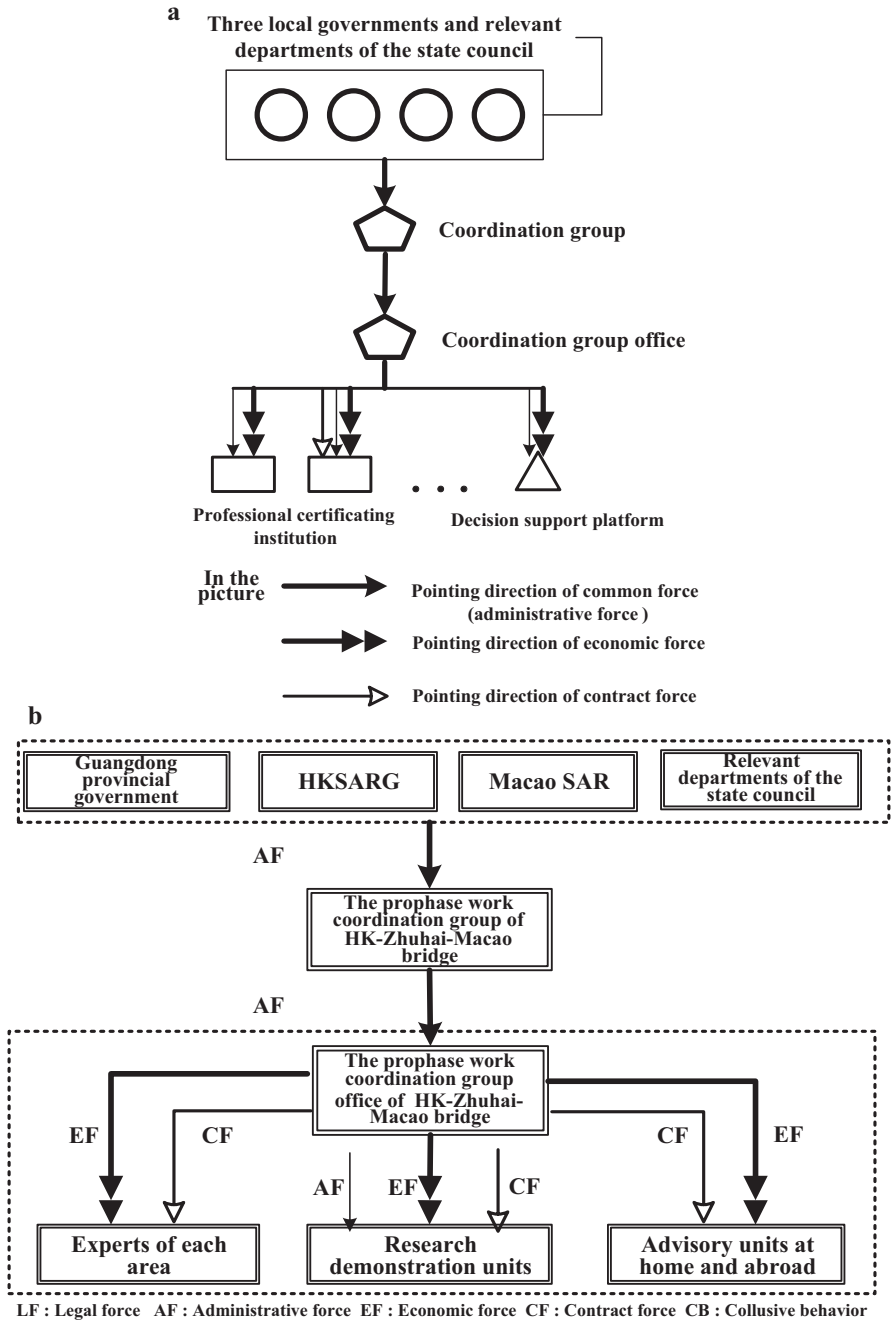 a
Three local governments and relevant
departments of the state council
Coordination group
Coordination group office
Professional certificating
institution
Decision support platform
. . .
In the
picture
Pointing direction of common force
(administrative force )
Pointing direction of economic force
Pointing direction of contract force
b
Guangdong
provincial
government
HKSARG
Macao SAR
Relevant
departments of the
state council
AF
The prophase work
coordination group of
HK-Zhuhai-Macao
bridge
AF
The prophase work
coordination group
office of HK-Zhuhai-
Macao bridge
EF
CF
AF
EF
CF
CF
EF
Experts of each
area
Research
demonstration units
Advisory units at
home and abroad
LF : Legal force AF : Administrative force EF : Economic force CF : Contract force CB : Collusive behavior